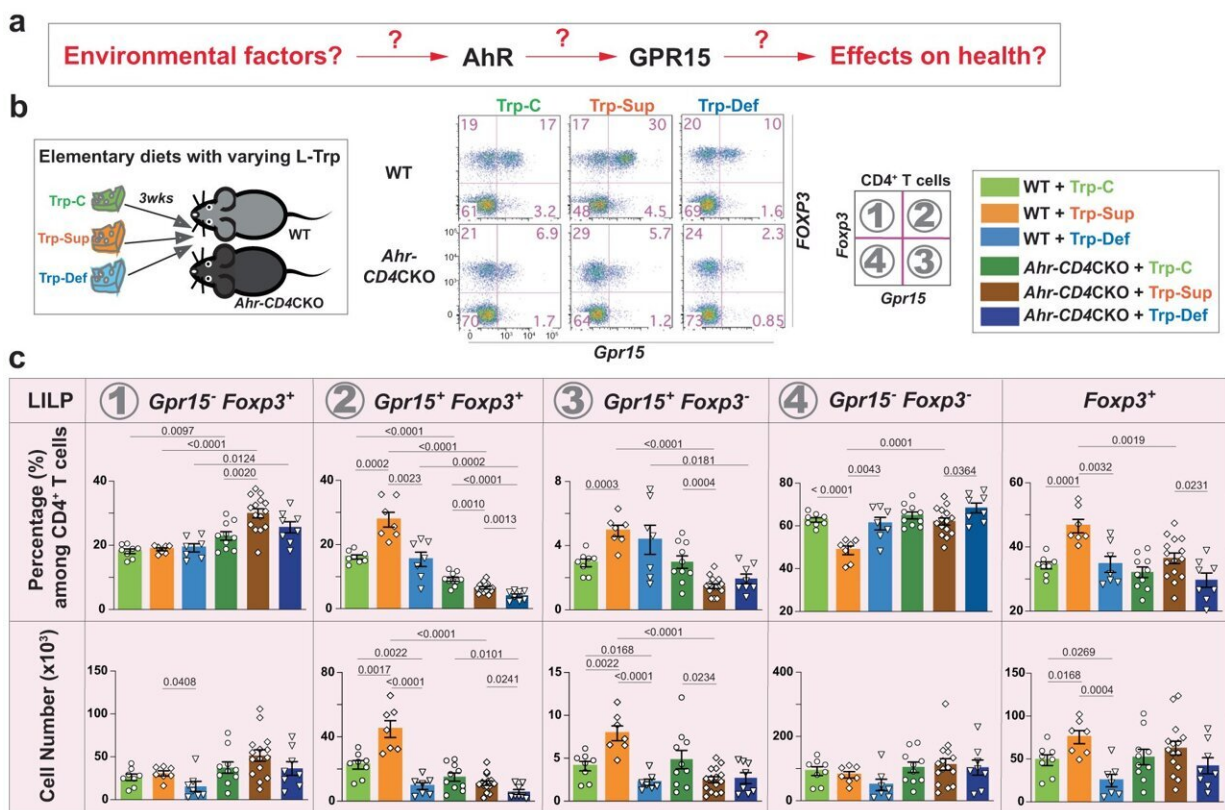 a
Environmental factors? ? AhR ? GPR15 ? Effects on health?
b
Elementary diets with varying L-Trp
Trp-C
3wks
Trp-Sup
WT
Trp-Def
Ahr-CD4CKO
Trp-C Trp-Sup Trp-Def
WT
19 17 17 30 20 10
61 3.2 48 4.5 69 1.6
Ahr-CD4CKO
21 6.9 29 5.7 24 2.3
10⁵
10⁴
10³
0
70 1.7 64 1.2 73 0.85
0 10³ 10⁴ 10⁵
Gpr15
FOXP3
CD4⁺ T cells
Foxp3
1 2
4 3
Gpr15
WT + Trp-C
WT + Trp-Sup
WT + Trp-Def
Ahr-CD4CKO + Trp-C
Ahr-CD4CKO + Trp-Sup
Ahr-CD4CKO + Trp-Def
c
LILP 1 Gpr15⁻ Foxp3⁺ 2 Gpr15⁺ Foxp3⁺ 3 Gpr15⁺ Foxp3⁻ 4 Gpr15⁻ Foxp3⁻ Foxp3⁺
Percentage (%)
among CD4⁺ T cells
0.0097
<0.0001
0.0124
0.0020
40
20
0
<0.0001
<0.0001
0.0002 0.0002
0.0023 <0.0001
0.0010
0.0013
40
20
0
<0.0001
0.0181
0.0003 0.0004
8
6
4
2
0
0.0001
<0.0001 0.0043 0.0364
80
60
40
20
0.0019
0.0001 0.0032
0.0231
60
40
20
Cell Number (x10³)
0.0408
150
100
50
0
<0.0001
0.0022 0.0101
0.0017 <0.0001 0.0241
80
40
0
<0.0001
0.0168
0.0022 <0.0001 0.0234
15
10
5
0
400
200
0
0.0269
0.0168
0.0004
150
100
50
0